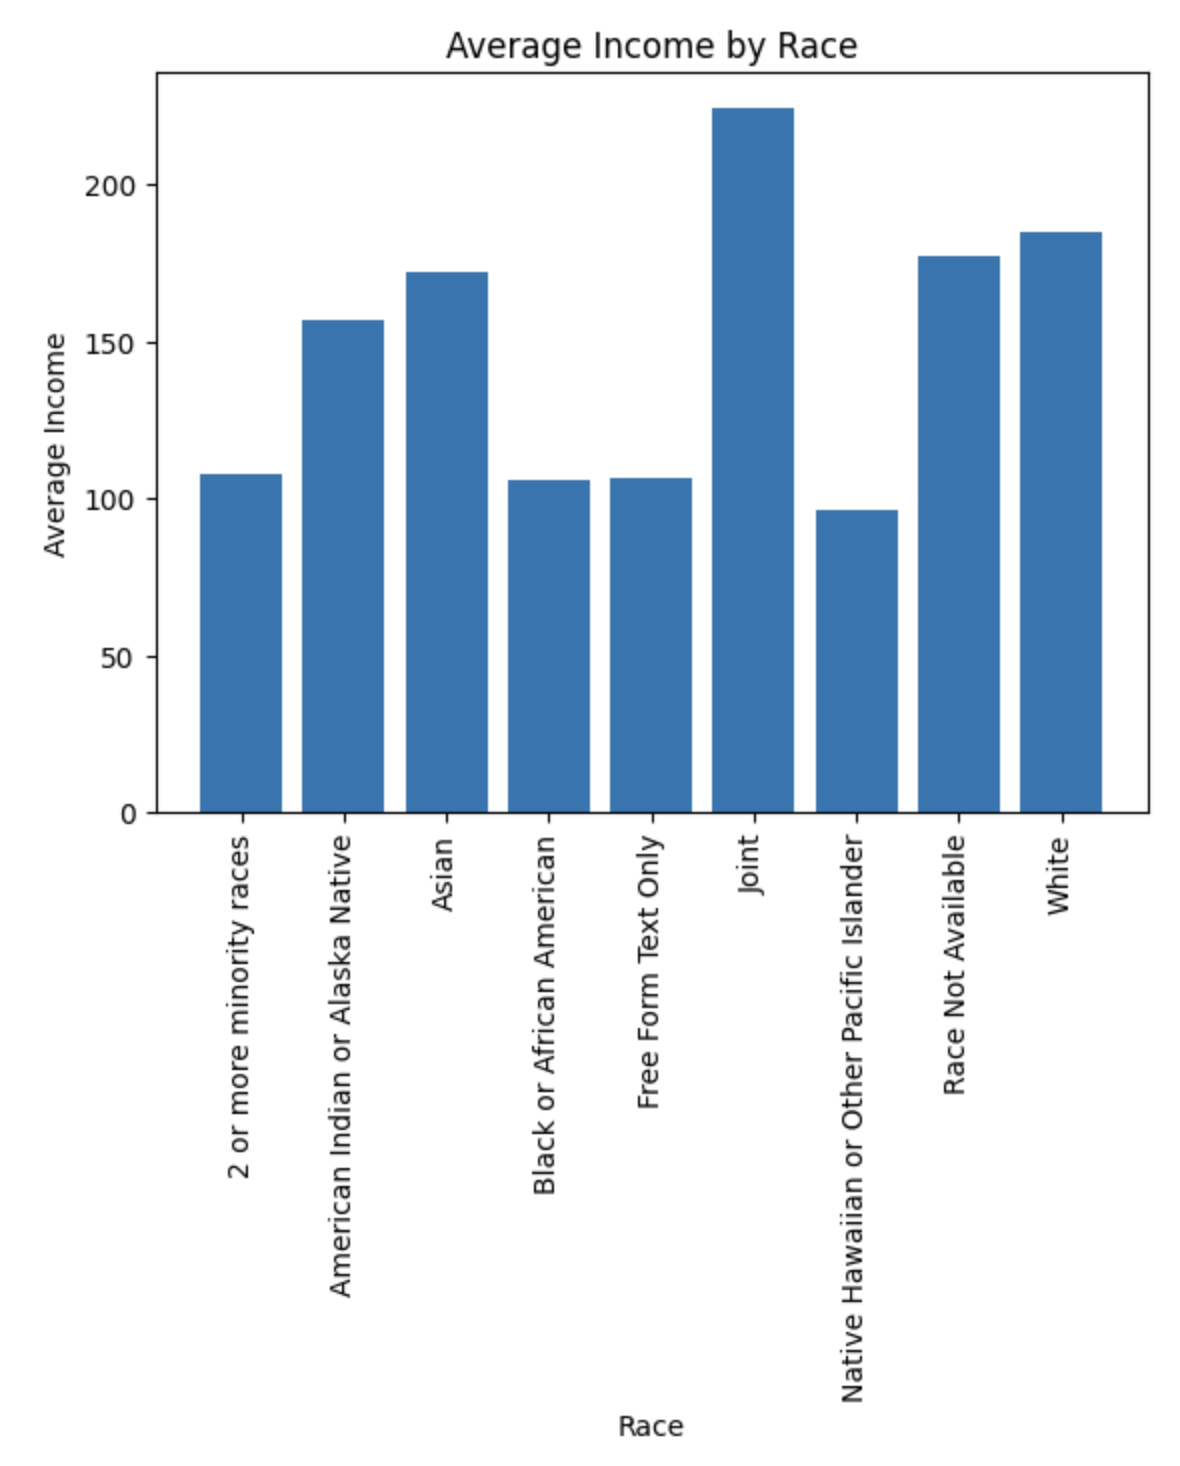 Average Income by Race
Average Income
200
150
100
50
0
2 or more minority races
American Indian or Alaska Native
Asian
Black or African American
Free Form Text Only
Joint
Native Hawaiian or Other Pacific Islander
Race Not Available
White
Race